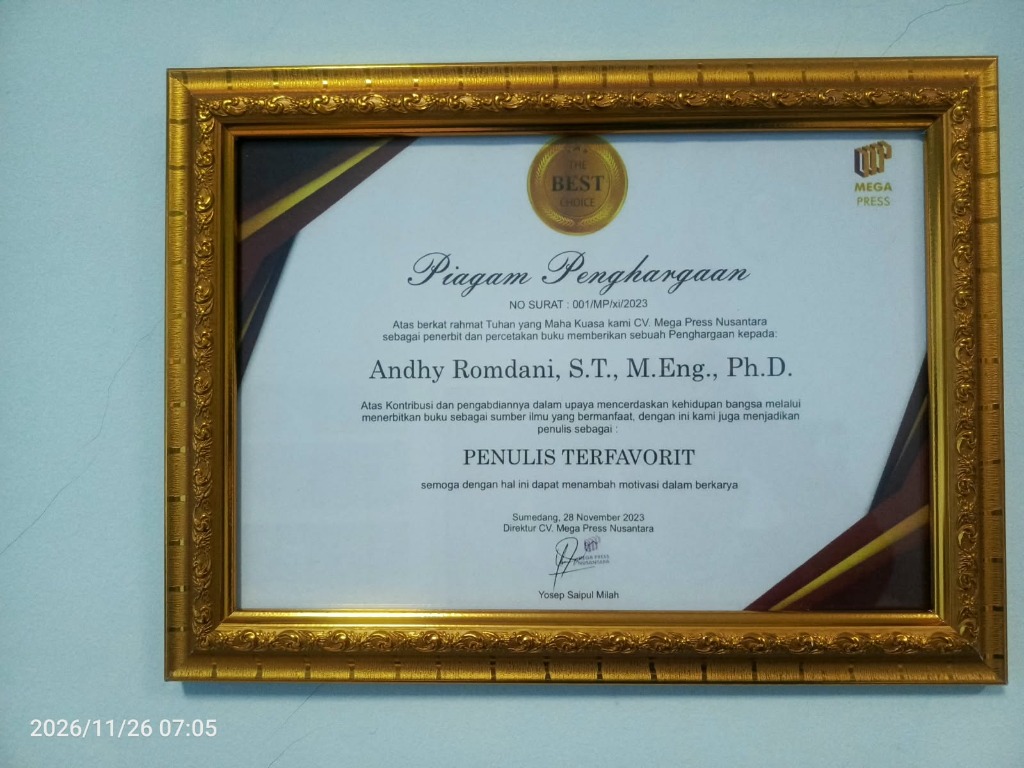 THE
BEST
CHOICE
MEGA
PRESS
Piagam Penghargaan
NO SURAT : 001/MP/xi/2023
Atas berkat rahmat Tuhan yang Maha Kuasa kami CV. Mega Press Nusantara
sebagai penerbit dan percetakan buku memberikan sebuah Penghargaan kepada:
Andhy Romdani, S.T., M.Eng., Ph.D.
Atas Kontribusi dan pengabdiannya dalam upaya mencerdaskan kehidupan bangsa melalui
menerbitkan buku sebagai sumber ilmu yang bermanfaat, dengan ini kami juga menjadikan
penulis sebagai :
PENULIS TERFAVORIT
semoga dengan hal ini dapat menambah motivasi dalam berkarya
Sumedang, 28 November 2023
Direktur CV. Mega Press Nusantara
MEGA PRESS
NUSANTARA
Yosep Saipul Milah
2026/11/26 07:05